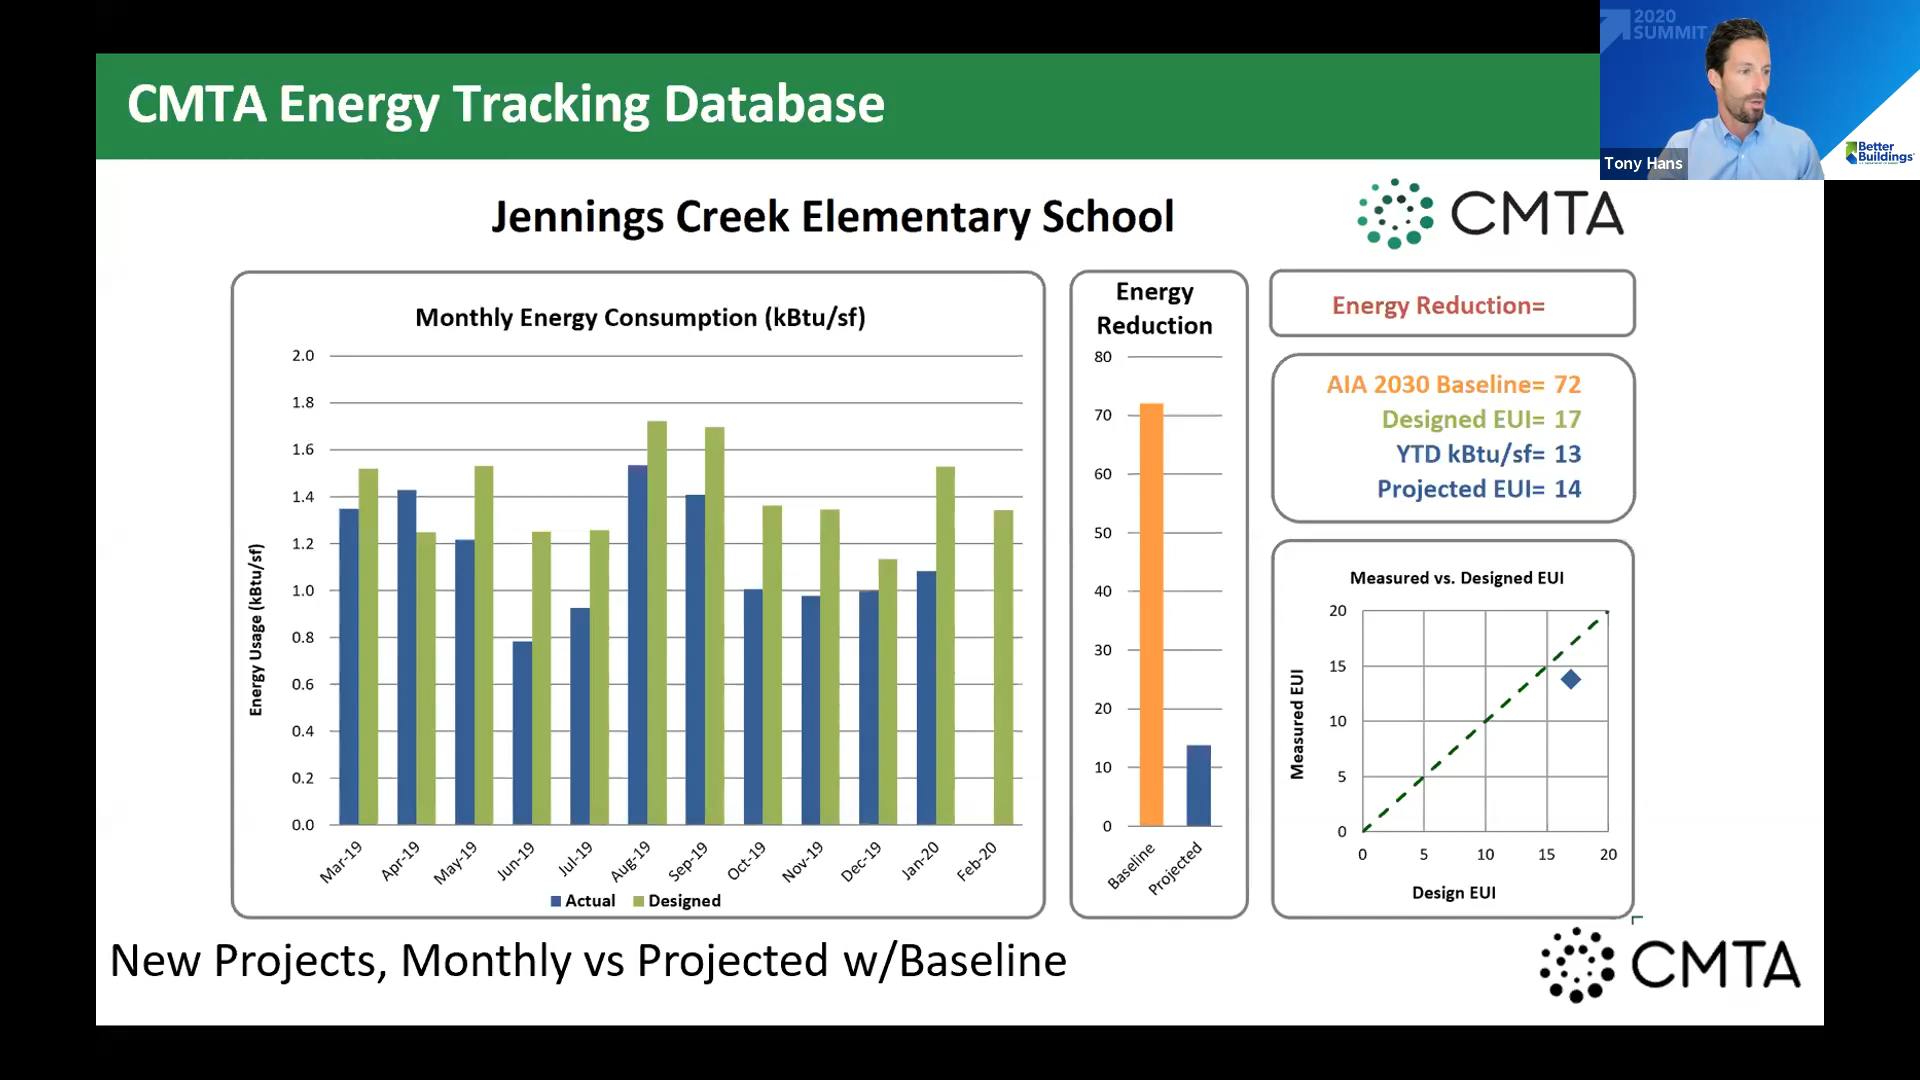 2020
SUMMIT
Better
Buildings
Tony Hans
CMTA Energy Tracking Database
Jennings Creek Elementary School
CMTA
Monthly Energy Consumption (kBtu/sf)
Energy Usage (kBtu/sf)
2.0
1.8
1.6
1.4
1.2
1.0
0.8
0.6
0.4
0.2
0.0
Mar-19
Apr-19
May-19
Jun-19
Jul-19
Aug-19
Sep-19
Oct-19
Nov-19
Dec-19
Jan-20
Feb-20
Actual
Designed
Energy
Reduction
80
70
60
50
40
30
20
10
0
Baseline
Projected
Energy Reduction=
AIA 2030 Baseline= 72
Designed EUI= 17
YTD kBtu/sf= 13
Projected EUI= 14
Measured vs. Designed EUI
Measured EUI
20
15
10
5
0
0
5
10
15
20
Design EUI
New Projects, Monthly vs Projected w/Baseline
CMTA